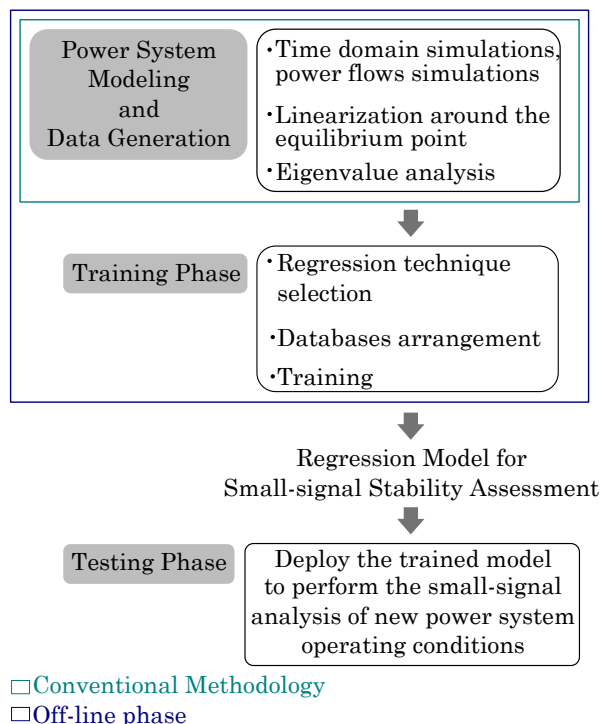 Power System
Modeling
and
Data Generation
·Time domain simulations,
power flows simulations
·Linearization around the
equilibrium point
·Eigenvalue analysis
Training Phase
·Regression technique
selection
·Databases arrangement
·Training
Regression Model for
Small-signal Stability Assessment
Testing Phase
Deploy the trained model
to perform the small-signal
analysis of new power system
operating conditions
Conventional Methodology
Off-line phase